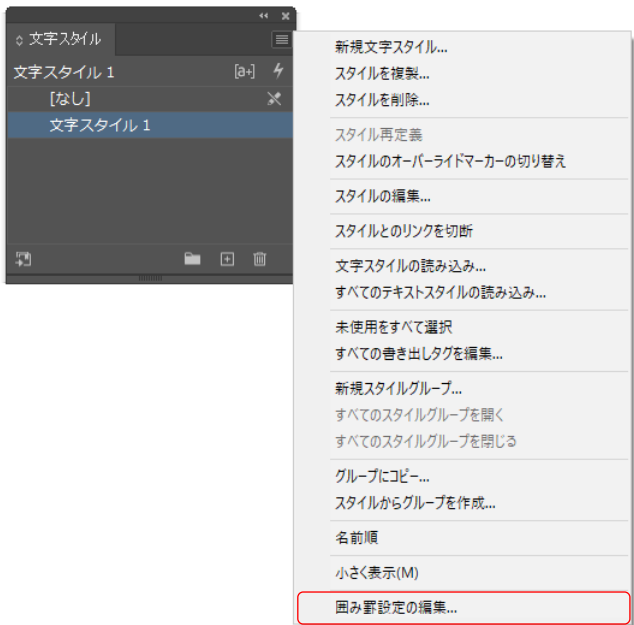 文字スタイル
文字スタイル 1
[a+]
[なし]
文字スタイル 1
新規文字スタイル...
スタイルを複製...
スタイルを削除...
スタイル再定義
スタイルのオーバーライドマーカーの切り替え
スタイルの編集...
スタイルとのリンクを切断
文字スタイルの読み込み...
すべてのテキストスタイルの読み込み...
未使用をすべて選択
すべての書き出しタグを編集...
新規スタイルグループ...
すべてのスタイルグループを開く
すべてのスタイルグループを閉じる
グループにコピー...
スタイルからグループを作成...
名前順
小さく表示(M)
囲み罫設定の編集...